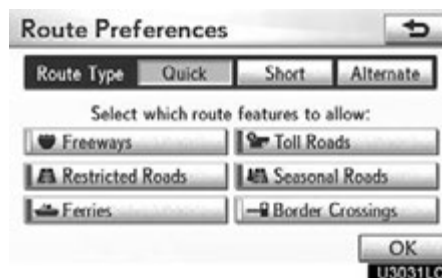 Route Preferences
Route Type Quick Short Alternate
Select which route features to allow:
Freeways Toll Roads
Restricted Roads Seasonal Roads
Ferries Border Crossings
OK
U3031LC